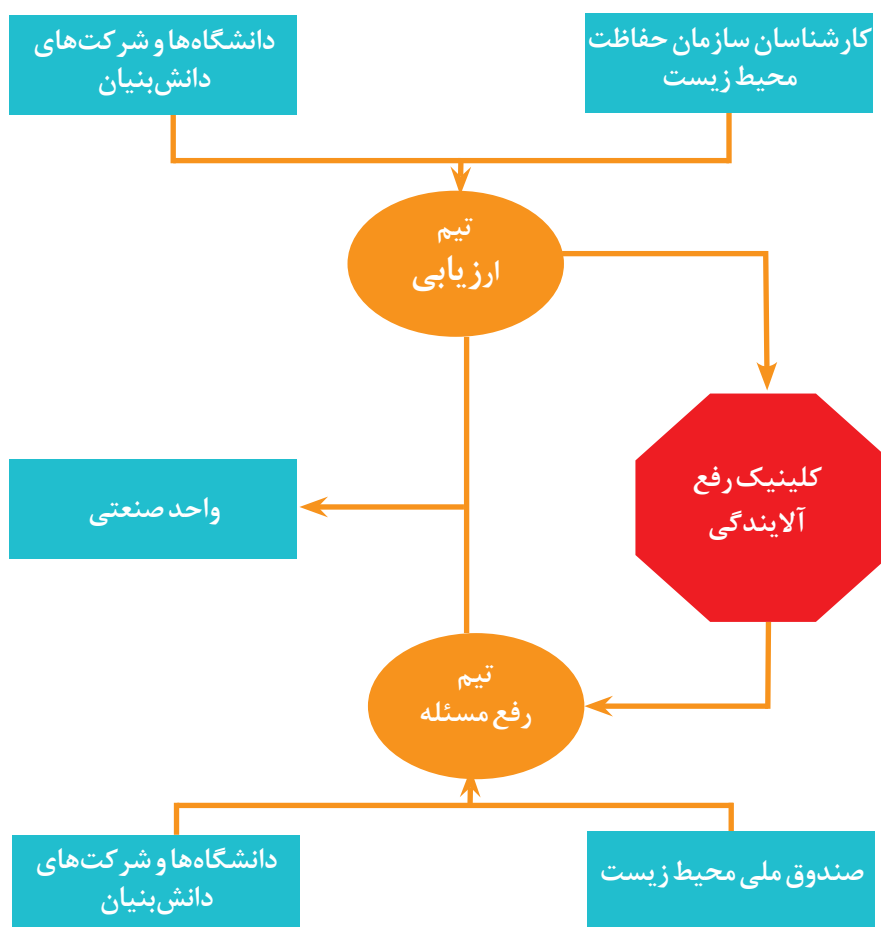 کارشناسان سازمان حفاظت
محیط زیست
دانشگاه‌ها و شرکت‌های
دانش‌بنیان
تیم
ارزیابی
کلینیک رفع
آلایندگی
واحد صنعتی
تیم
رفع مسئله
صندوق ملی محیط زیست
دانشگاه‌ها و شرکت‌های
دانش‌بنیان